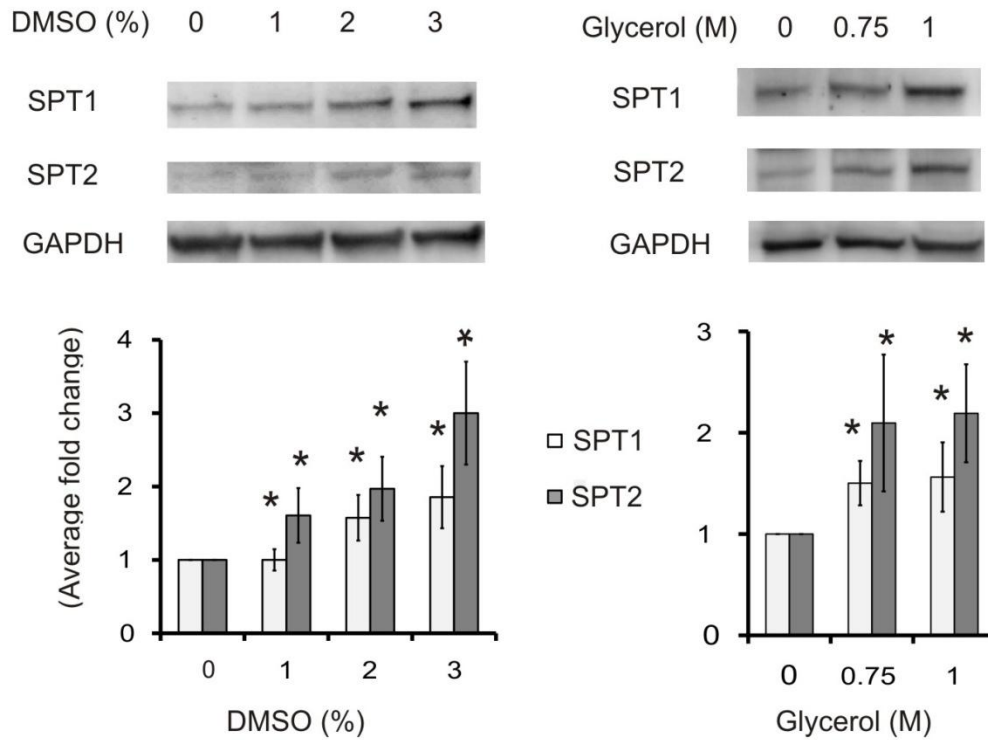 DMSO (%) 0 1 2 3
SPT1
SPT2
GAPDH
Glycerol (M) 0 0.75 1
SPT1
SPT2
GAPDH
(Average fold change)
4
3
2
1
0
* * * * * *
0 1 2 3
DMSO (%)
SPT1
SPT2
3
2
1
0
* * * *
0 0.75 1
Glycerol (M)